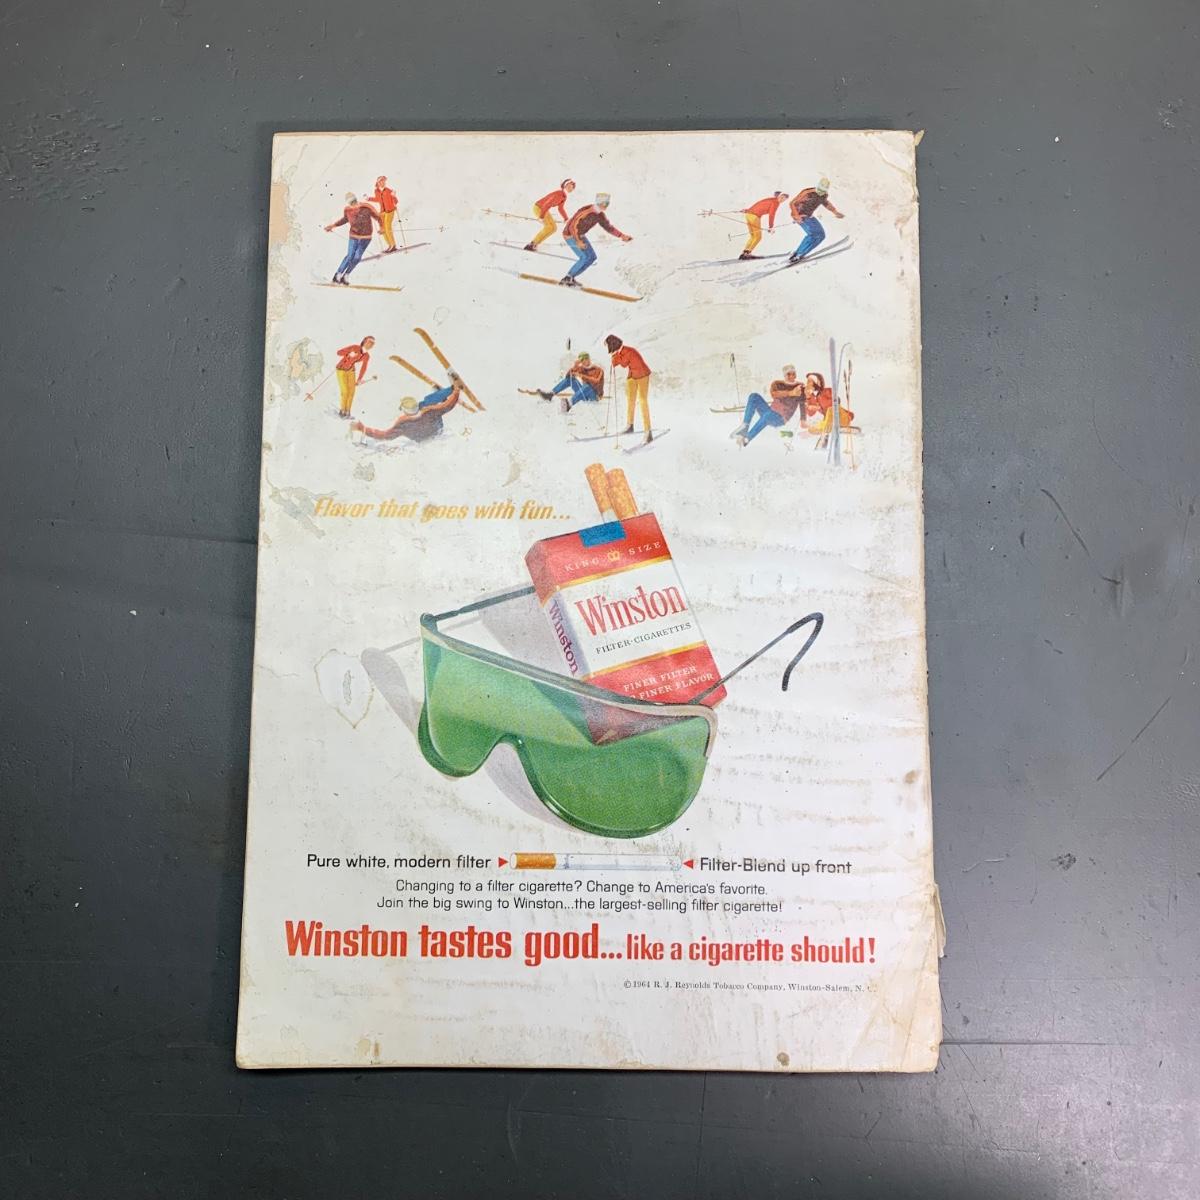 Flavor that goes with fun...
KING SIZE
Winston
FILTER-CIGARETTES
Winston
FINER FILTER
FINER FLAVOR
Pure white, modern filter
Filter-Blend up front
Changing to a filter cigarette? Change to America's favorite.
Join the big swing to Winston...the largest-selling filter cigarette!
Winston tastes good...like a cigarette should!
©1964 R. J. Reynolds Tobacco Company, Winston-Salem, N.